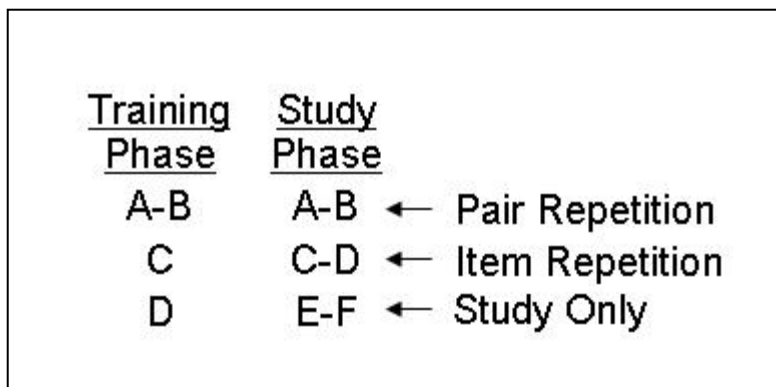 Training Study
Phase Phase
A-B A-B ← Pair Repetition
C C-D ← Item Repetition
D E-F ← Study Only